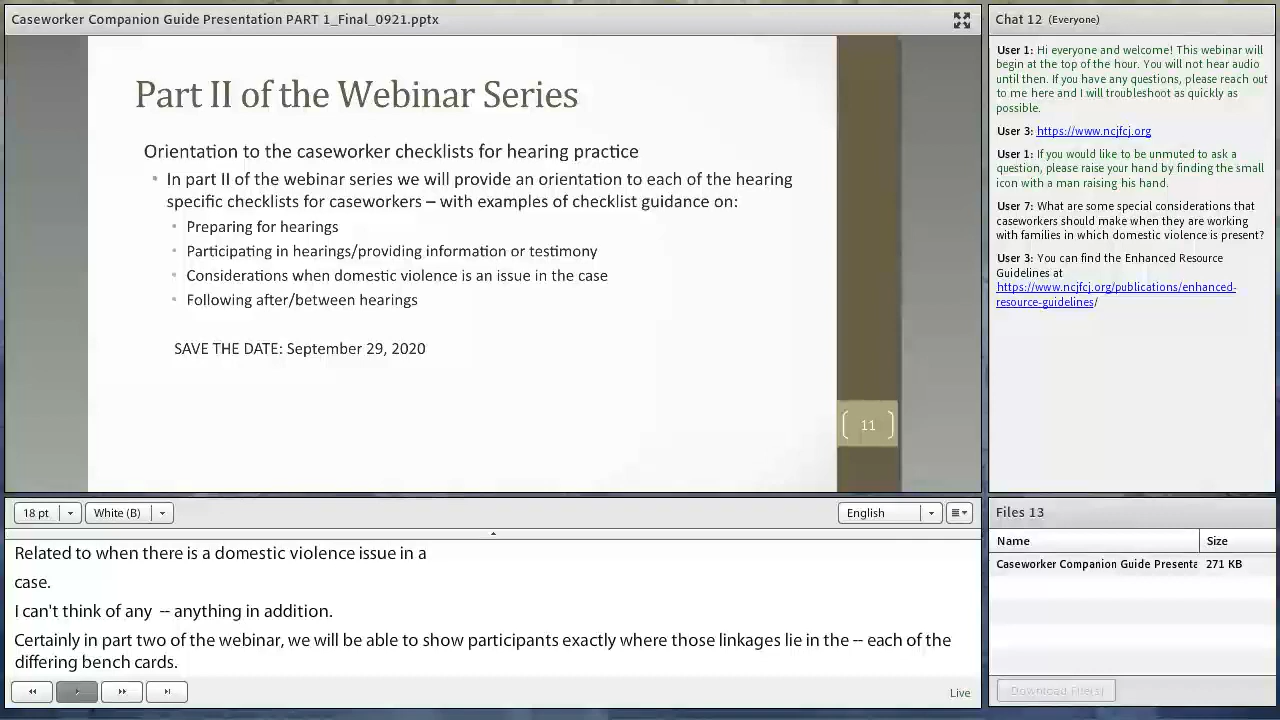 Caseworker Companion Guide Presentation PART 1_Final_0921.pptx
Part II of the Webinar Series
Orientation to the caseworker checklists for hearing practice
• In part II of the webinar series we will provide an orientation to each of the hearing
specific checklists for caseworkers – with examples of checklist guidance on:
• Preparing for hearings
• Participating in hearings/providing information or testimony
• Considerations when domestic violence is an issue in the case
• Following after/between hearings
SAVE THE DATE: September 29, 2020
11
Chat 12 (Everyone)
User 1: Hi everyone and welcome! This webinar will
begin at the top of the hour. You will not hear audio
until then. If you have any questions, please reach out
to me here and I will troubleshoot as quickly as
possible.
User 3: https://www.ncjfcj.org
User 1: If you would like to be unmuted to ask a
question, please raise your hand by finding the small
icon with a man raising his hand.
User 7: What are some special considerations that
caseworkers should make when they are working
with families in which domestic violence is present?
User 3: You can find the Enhanced Resource
Guidelines at
https://www.ncjfcj.org/publications/enhanced-
resource-guidelines/
18 pt
White (B)
English
Related to when there is a domestic violence issue in a
case.
I can't think of any -- anything in addition.
Certainly in part two of the webinar, we will be able to show participants exactly where those linkages lie in the -- each of the
differing bench cards.
Live
Files 13
Name Size
Caseworker Companion Guide Presenta 271 KB
Download File(s)